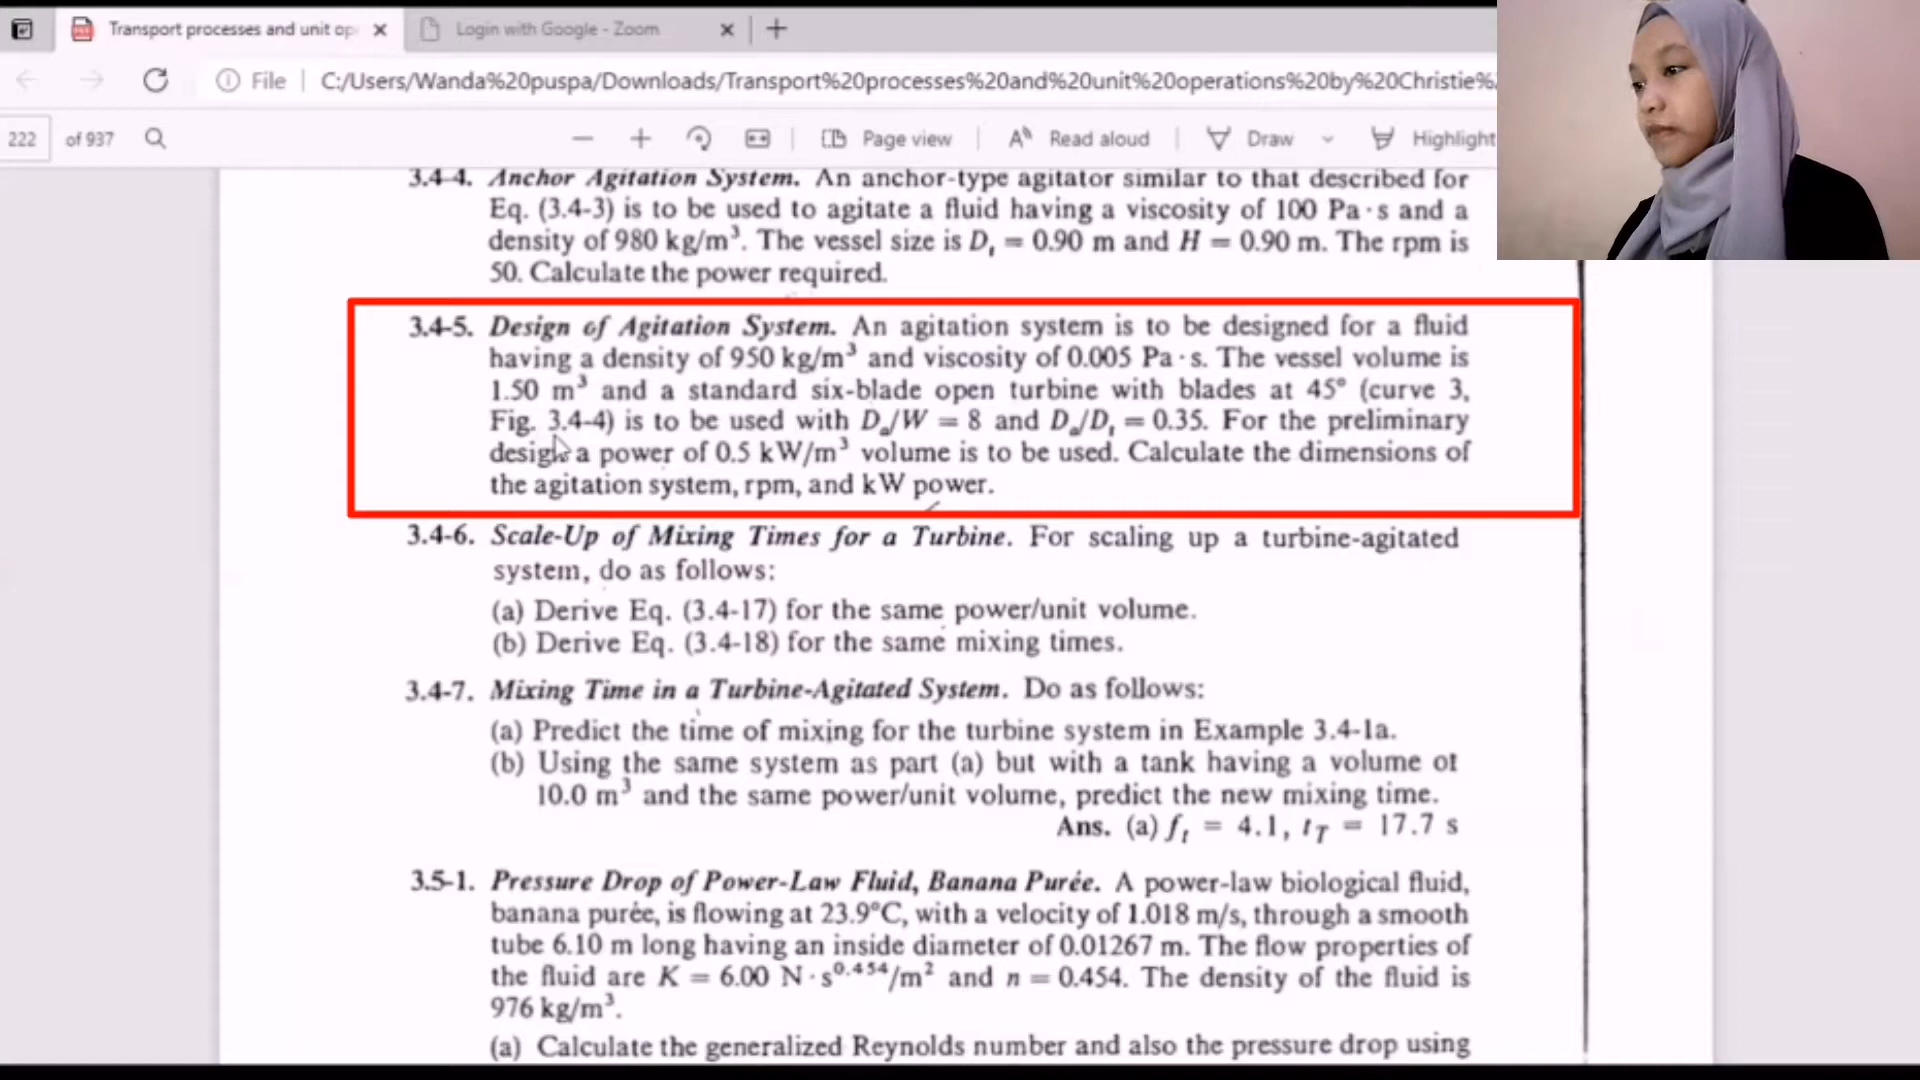 Transport processes and unit op
Login with Google - Zoom
File
C:/Users/Wanda%20puspa/Downloads/Transport%20processes%20and%20unit%20operations%20by%20Christie%
222 of 937
Page view
Read aloud
Draw
Highlight
3.4-4. Anchor Agitation System. An anchor-type agitator similar to that described for
Eq. (3.4-3) is to be used to agitate a fluid having a viscosity of 100 Pa·s and a
density of 980 kg/m³. The vessel size is Dₜ = 0.90 m and H = 0.90 m. The rpm is
50. Calculate the power required.
3.4-5. Design of Agitation System. An agitation system is to be designed for a fluid
having a density of 950 kg/m³ and viscosity of 0.005 Pa·s. The vessel volume is
1.50 m³ and a standard six-blade open turbine with blades at 45° (curve 3,
Fig. 3.4-4) is to be used with Dₐ/W = 8 and Dₐ/Dₜ = 0.35. For the preliminary
design a power of 0.5 kW/m³ volume is to be used. Calculate the dimensions of
the agitation system, rpm, and kW power.
3.4-6. Scale-Up of Mixing Times for a Turbine. For scaling up a turbine-agitated
system, do as follows:
(a) Derive Eq. (3.4-17) for the same power/unit volume.
(b) Derive Eq. (3.4-18) for the same mixing times.
3.4-7. Mixing Time in a Turbine-Agitated System. Do as follows:
(a) Predict the time of mixing for the turbine system in Example 3.4-1a.
(b) Using the same system as part (a) but with a tank having a volume of
10.0 m³ and the same power/unit volume, predict the new mixing time.
Ans. (a) fₜ = 4.1, t_T = 17.7 s
3.5-1. Pressure Drop of Power-Law Fluid, Banana Purée. A power-law biological fluid,
banana purée, is flowing at 23.9°C, with a velocity of 1.018 m/s, through a smooth
tube 6.10 m long having an inside diameter of 0.01267 m. The flow properties of
the fluid are K = 6.00 N·s^0.454/m² and n = 0.454. The density of the fluid is
976 kg/m³.
(a) Calculate the generalized Reynolds number and also the pressure drop using